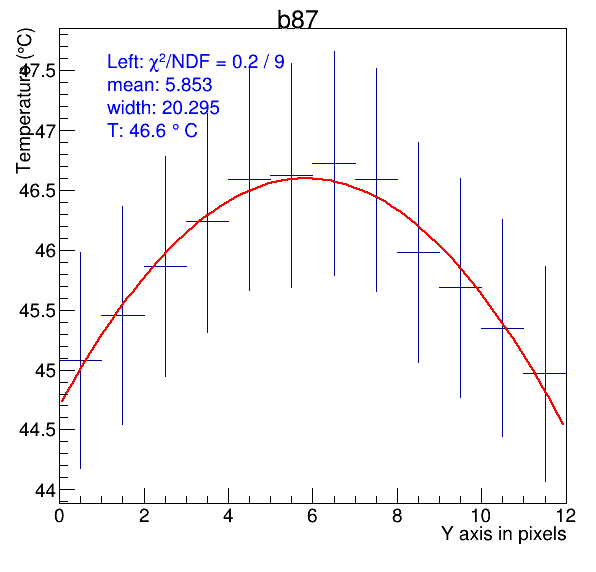 b87
Temperature (°C)
Left: χ²/NDF = 0.2 / 9
mean: 5.853
width: 20.295
T: 46.6 ° C
47.5
47
46.5
46
45.5
45
44.5
44
0 2 4 6 8 10 12
Y axis in pixels